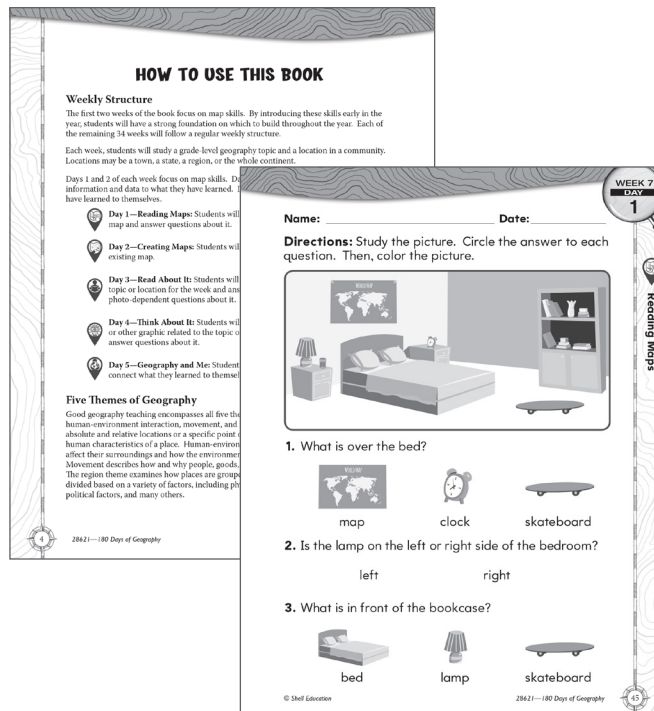 HOW TO USE THIS BOOK
Weekly Structure
The first two weeks of the book focus on map skills. By introducing these skills early in the
year, students will have a strong foundation on which to build throughout the year. Each of
the remaining 34 weeks will follow a regular weekly structure.
Each week, students will study a grade-level geography topic and a location in a community.
Locations may be a town, a state, a region, or the whole continent.
Days 1 and 2 of each week focus on map skills.
information and data to what they have learned.
have learned to themselves.
Day 1—Reading Maps: Students will
map and answer questions about it.
Day 2—Creating Maps: Students wil
existing map.
Day 3—Read About It: Students will
topic or location for the week and ans
photo-dependent questions about it.
Day 4—Think About It: Students wil
or other graphic related to the topic o
answer questions about it.
Day 5—Geography and Me: Student
connect what they learned to themsel
Five Themes of Geography
Good geography teaching encompasses all five the
human-environment interaction, movement, and
absolute and relative locations or a specific point
human characteristics of a place. Human-environ
affect their surroundings and how the environme
Movement describes how and why people, goods,
The region theme examines how places are groupe
divided based on a variety of factors, including ph
political factors, and many others.
4
28621—180 Days of Geography
WEEK 7
DAY
1
Name:
Date:
Directions: Study the picture. Circle the answer to each
question. Then, color the picture.
Reading Maps
WORLD MAP
1. What is over the bed?
WORLD MAP
map clock skateboard
2. Is the lamp on the left or right side of the bedroom?
left right
3. What is in front of the bookcase?
bed lamp skateboard
© Shell Education
28621—180 Days of Geography
45